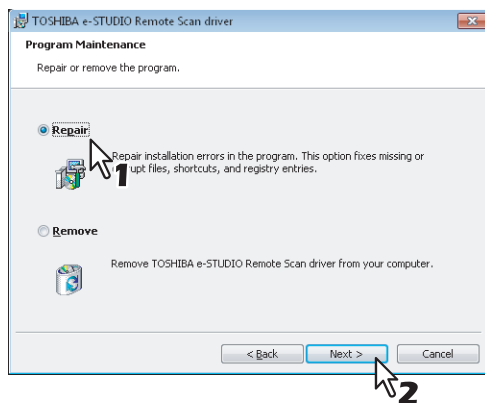 TOSHIBA e-STUDIO Remote Scan driver
Program Maintenance
Repair or remove the program.
Repair
Repair installation errors in the program. This option fixes missing or
upt files, shortcuts, and registry entries.
1
Remove
Remove TOSHIBA e-STUDIO Remote Scan driver from your computer.
< Back Next > Cancel
2